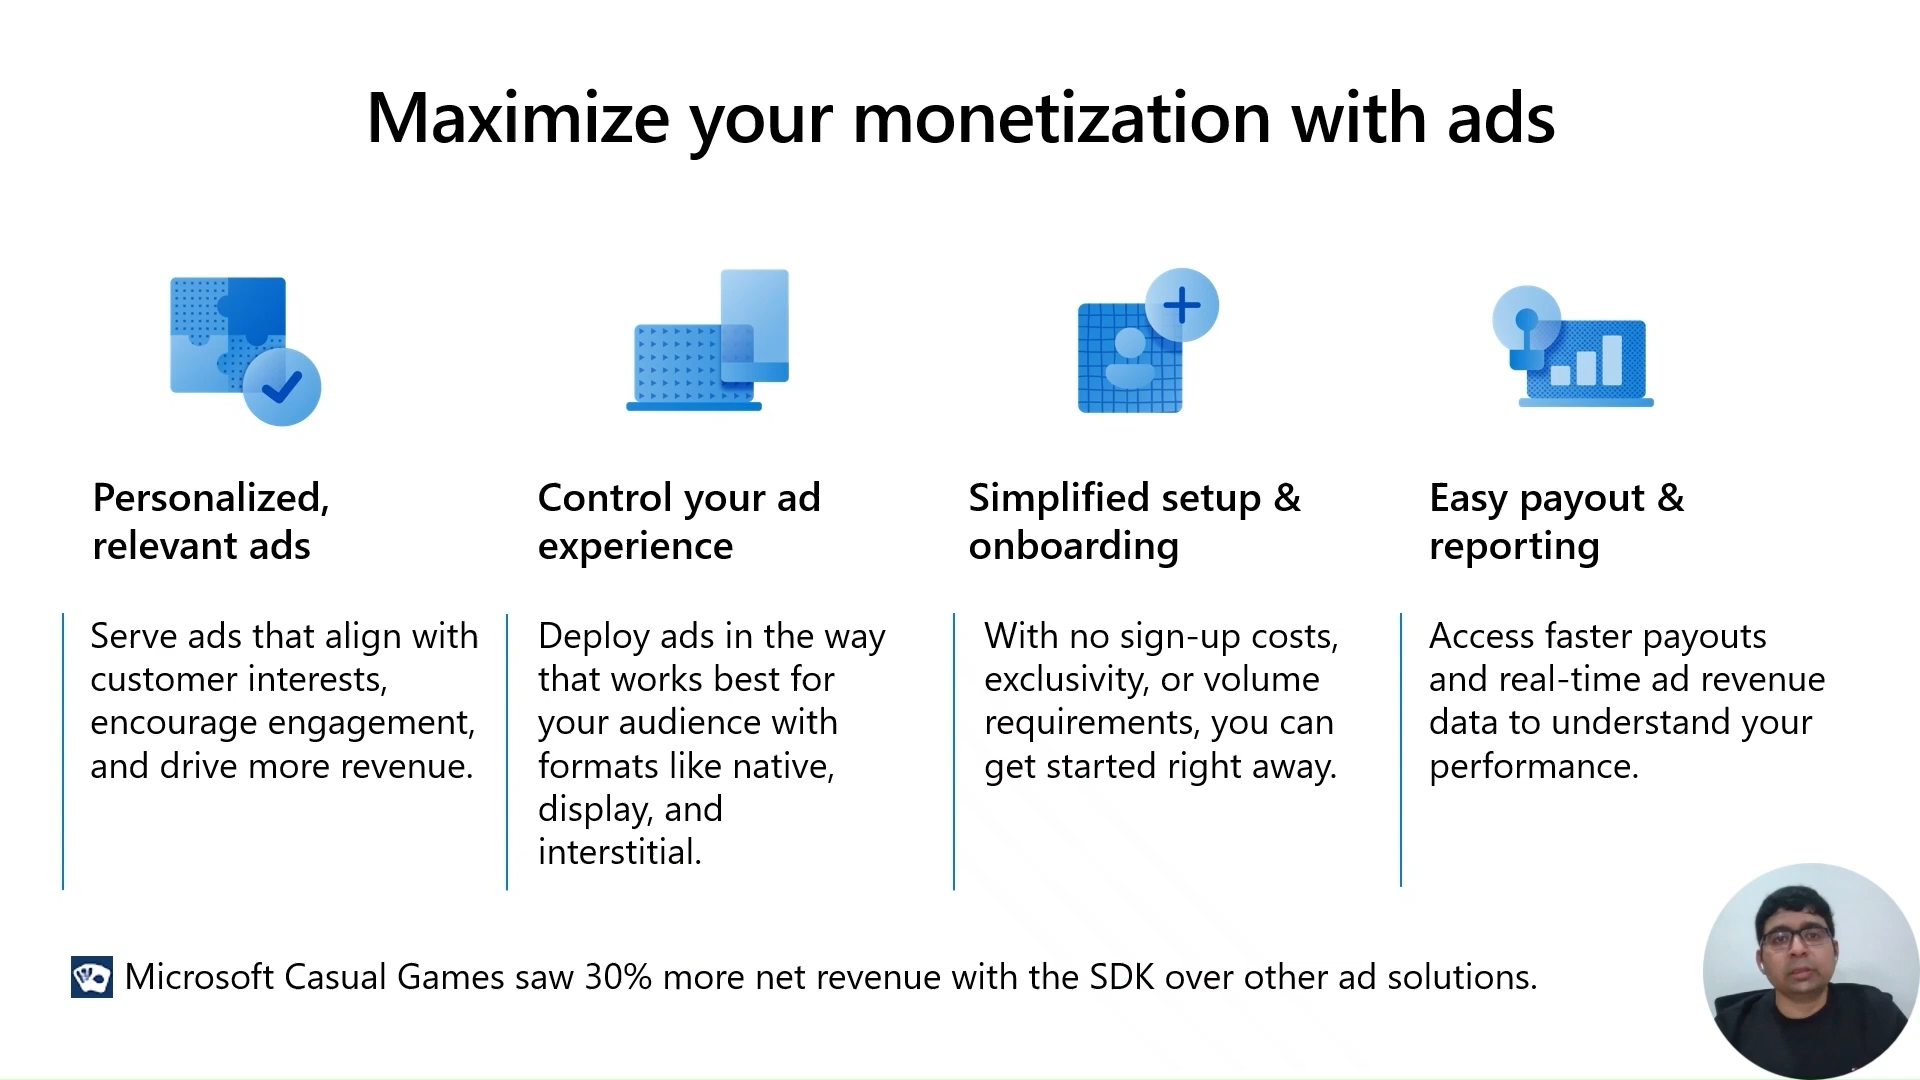 Maximize your monetization with ads
Personalized,
relevant ads
Serve ads that align with
customer interests,
encourage engagement,
and drive more revenue.
Control your ad
experience
Deploy ads in the way
that works best for
your audience with
formats like native,
display, and
interstitial.
Simplified setup &
onboarding
With no sign-up costs,
exclusivity, or volume
requirements, you can
get started right away.
Easy payout &
reporting
Access faster payouts
and real-time ad revenue
data to understand your
performance.
Microsoft Casual Games saw 30% more net revenue with the SDK over other ad solutions.